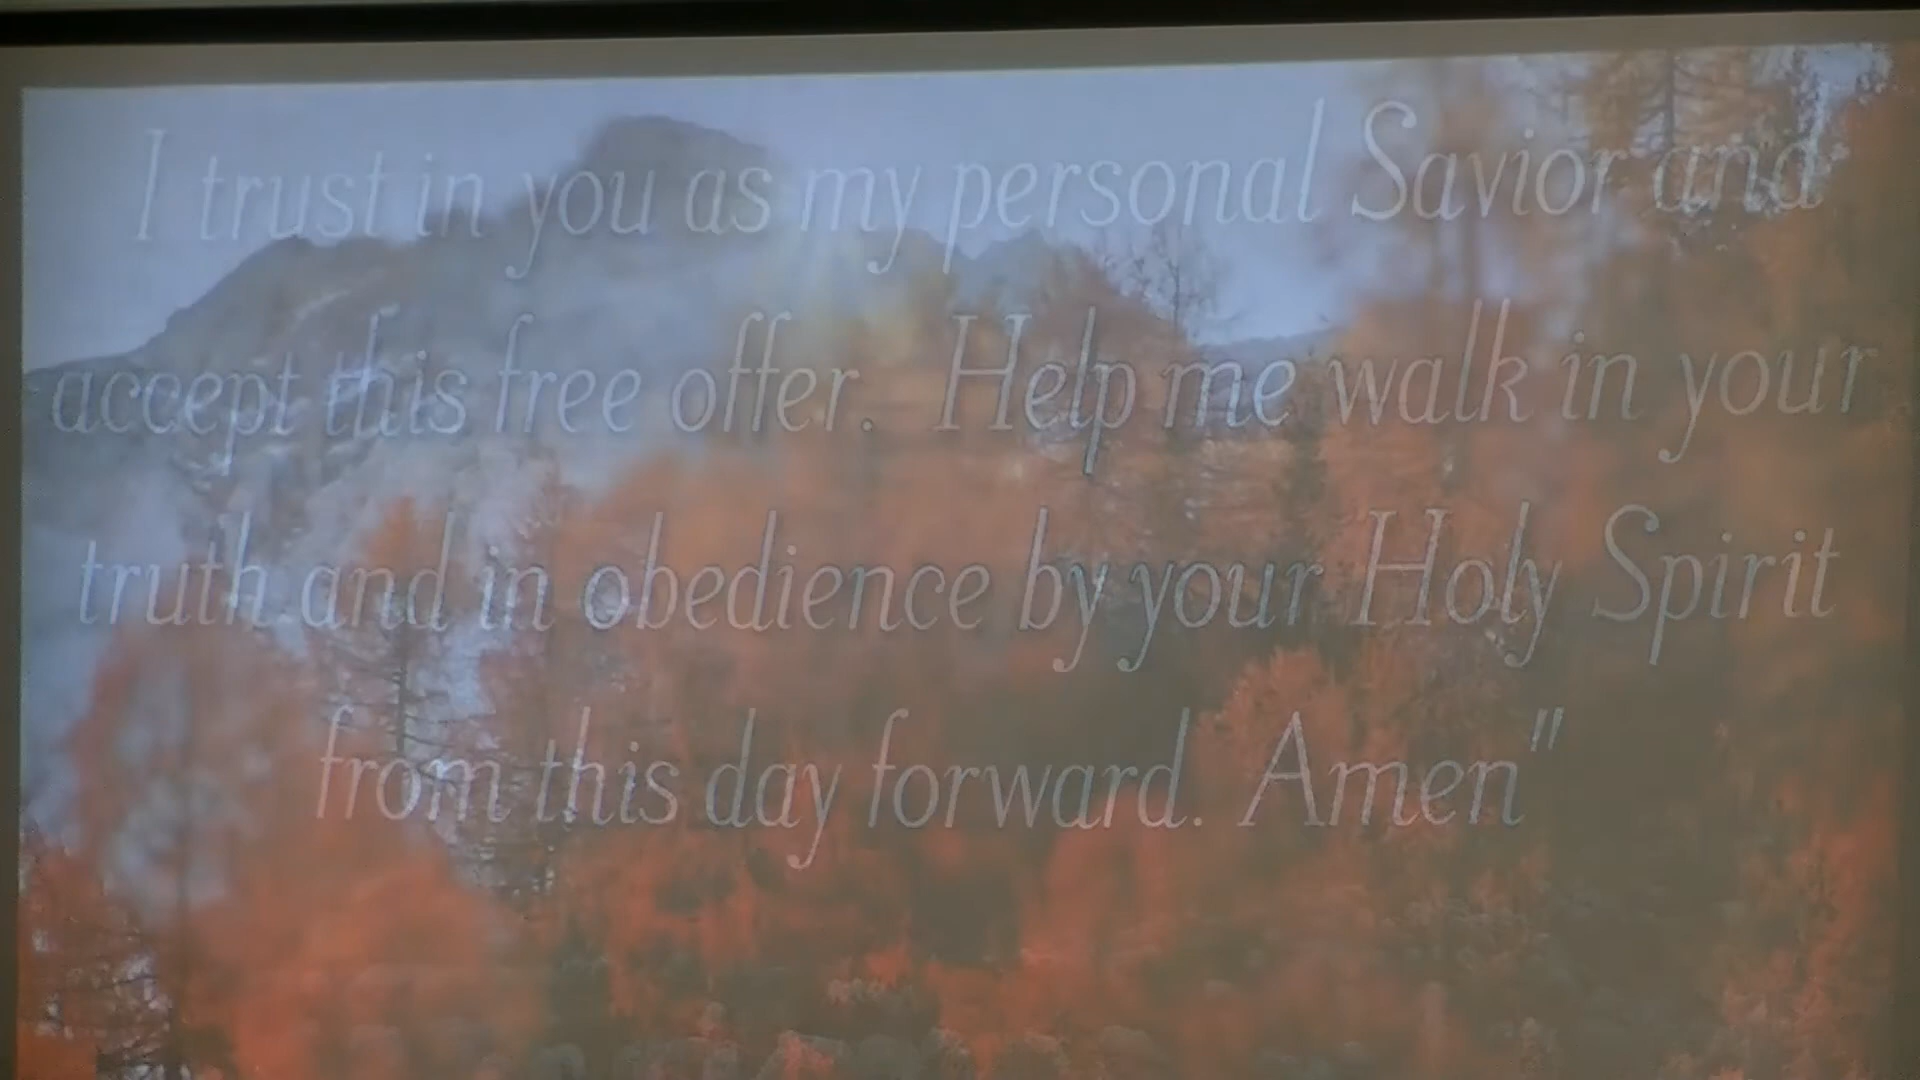 I trust in you as my personal Savior and
accept this free offer. Help me walk in your
truth and in obedience by your Holy Spirit
from this day forward. Amen"